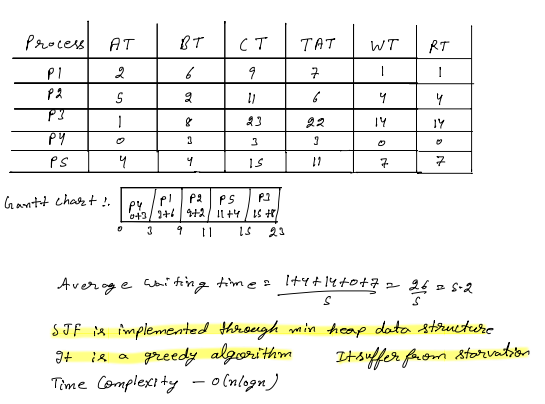 Process AT BT CT TAT WT RT
P1 2 6 9 7 1 1
P2 5 2 11 6 4 4
P3 1 8 23 22 14 14
P4 0 3 3 3 0 0
P5 4 4 15 11 7 7
Gantt chart :.
P4 P1 P2 P5 P3
0+3 3+6 9+2 11+4 15+8
0 3 9 11 15 23
Average waiting time = 1+4+14+0+7 = 26 = 5.2
5 5
SJF is implemented through min heap data structure
It is a greedy algorithm It suffer from starvation
Time Complexity - O(nlogn)